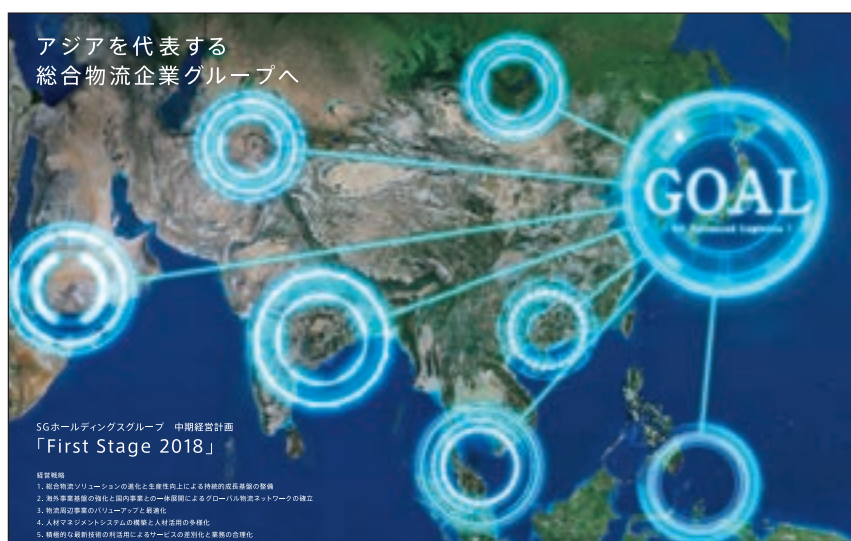 アジアを代表する
総合物流企業グループへ
GOAL
Go Advanced Logistics !
SGホールディングスグループ 中期経営計画
「First Stage 2018」
経営戦略
1. 総合物流ソリューションの進化と生産性向上による持続的成長基盤の整備
2. 海外事業基盤の強化と国内事業との一体展開によるグローバル物流ネットワークの確立
3. 物流周辺事業のバリューアップと最適化
4. 人材マネジメントシステムの構築と人材活用の多様化
5. 積極的な最新技術の利活用によるサービスの差別化と業務の合理化